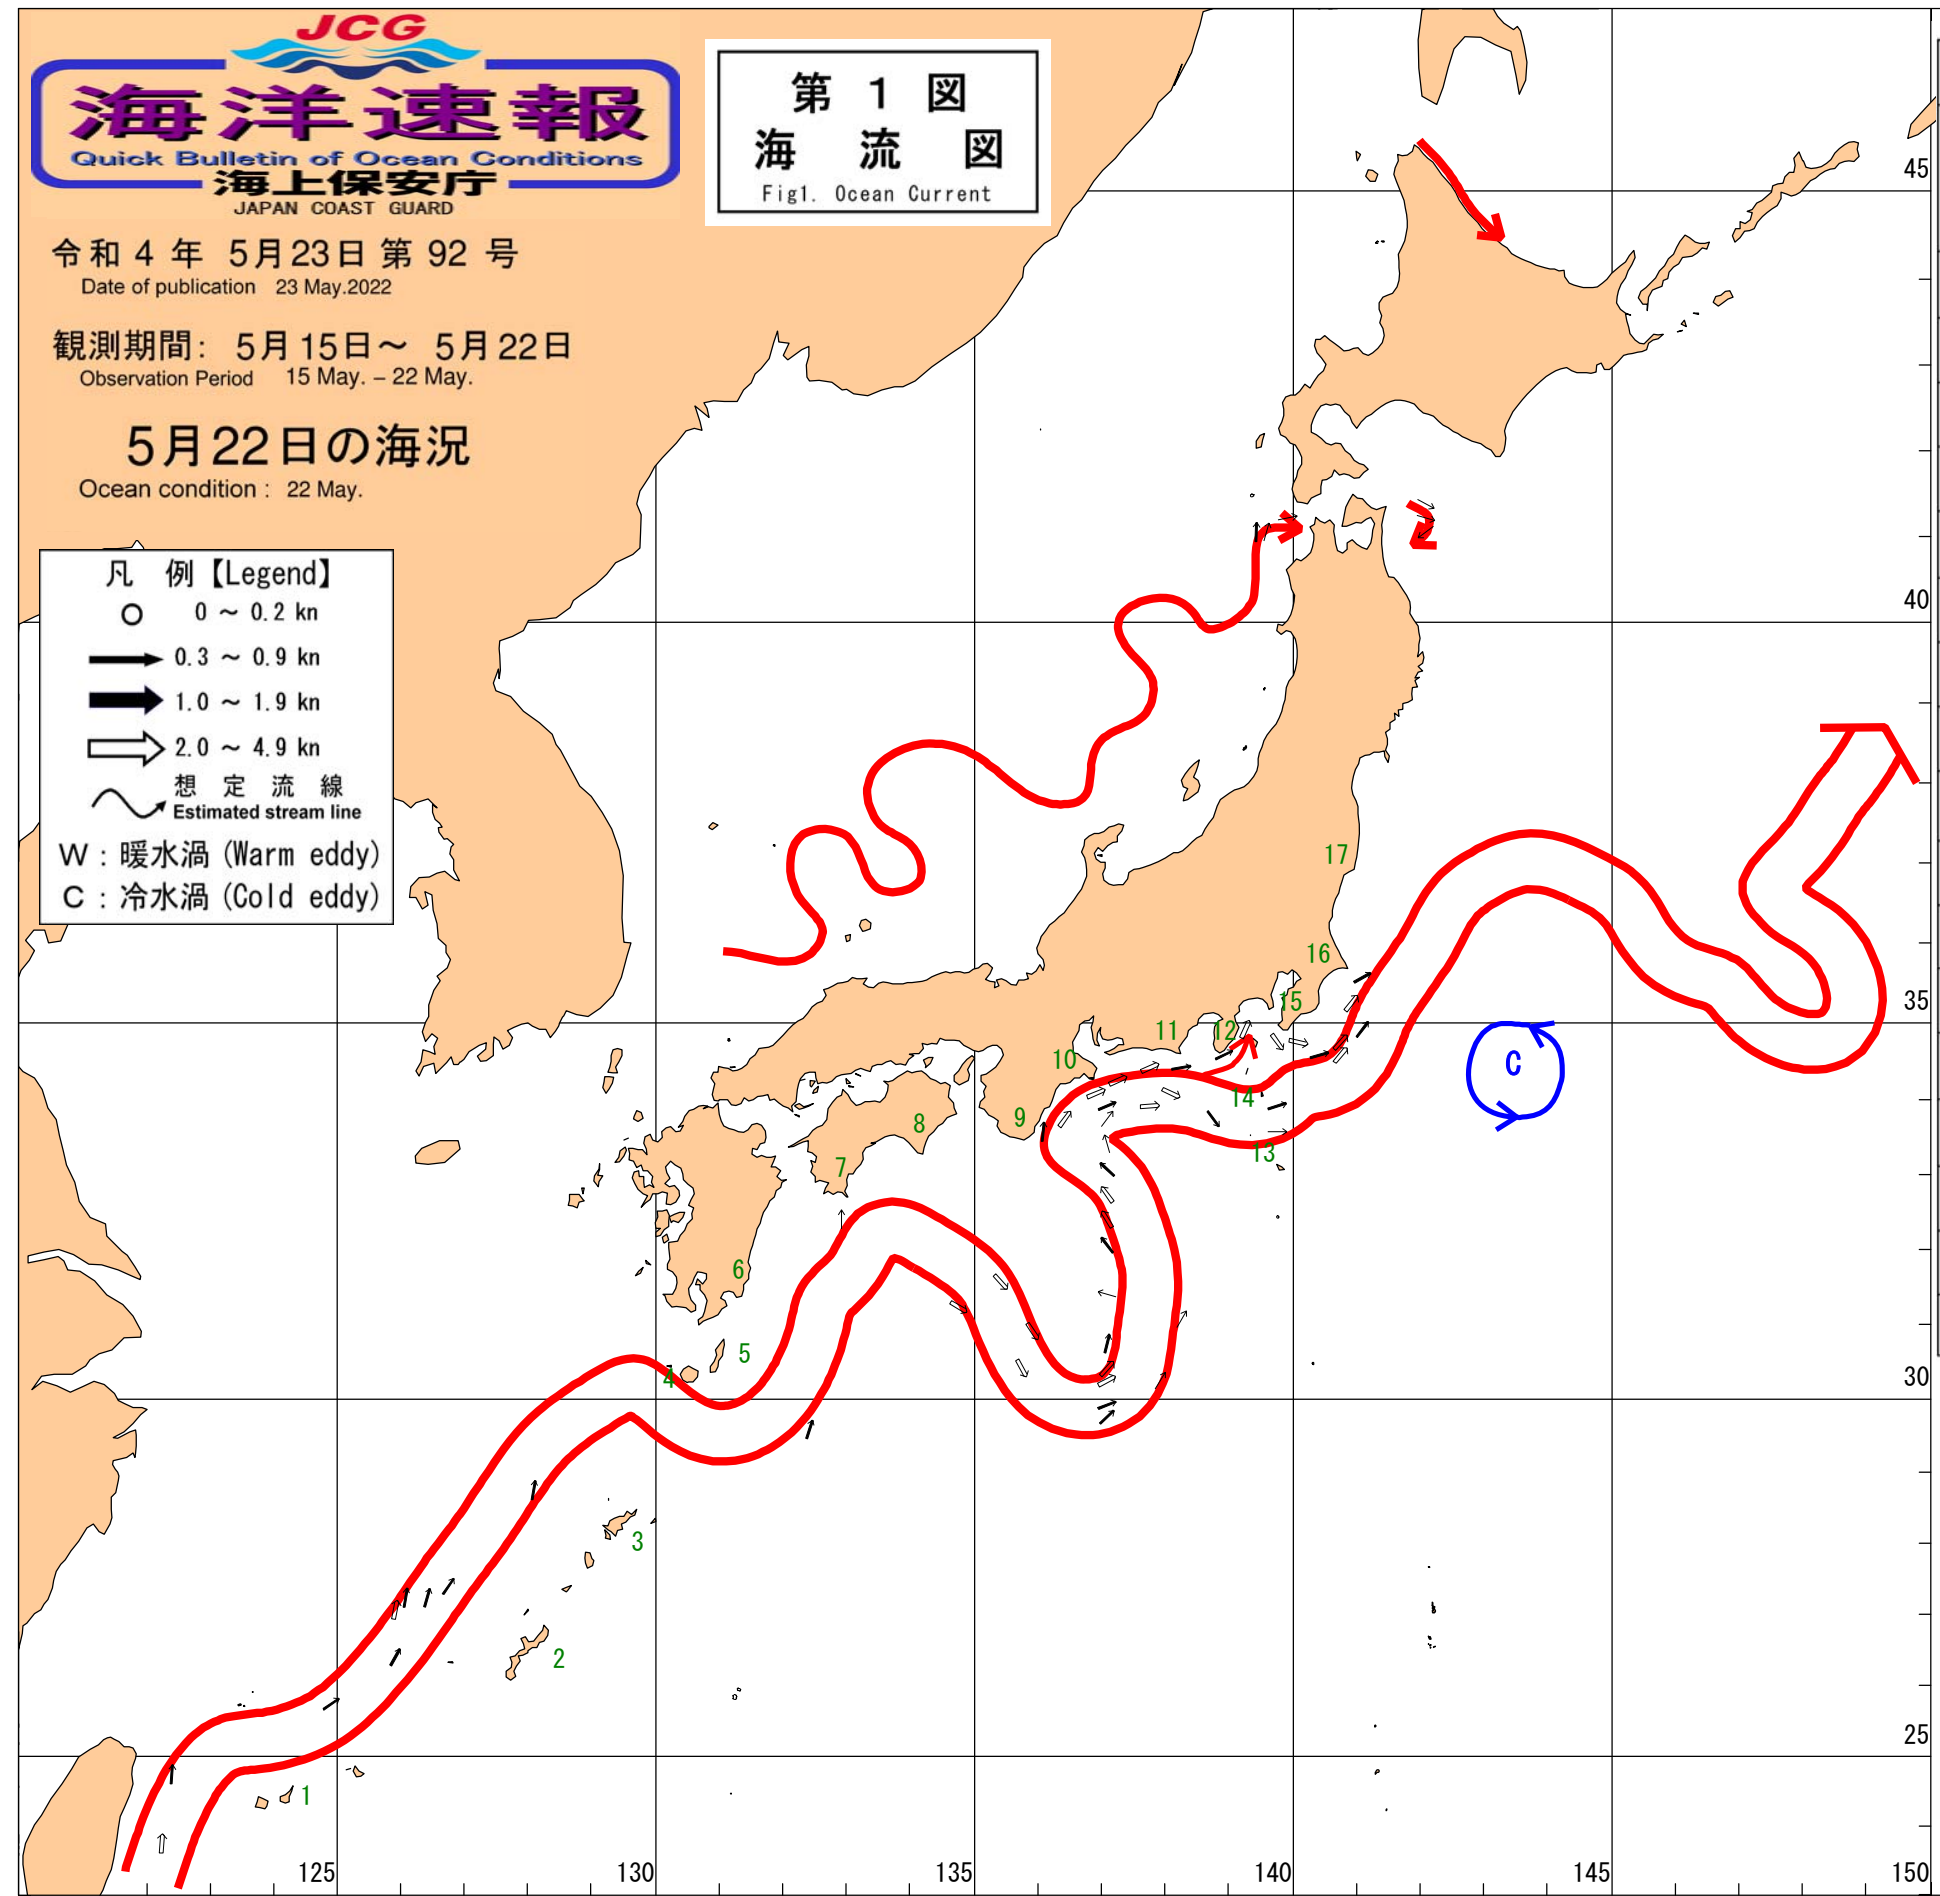 JCG
海洋速報
Quick Bulletin of Ocean Conditions
海上保安庁
JAPAN COAST GUARD
第 1 図
海 流 図
Fig1. Ocean Current
令和 4 年 5月23日 第 92 号
Date of publication 23 May.2022
観測期間: 5月15日～ 5月22日
Observation Period 15 May. – 22 May.
5月22日の海況
Ocean condition : 22 May.
凡 例【Legend】
0 ～ 0.2 kn
0.3 ～ 0.9 kn
1.0 ～ 1.9 kn
2.0 ～ 4.9 kn
想 定 流 線
Estimated stream line
W : 暖水渦 (Warm eddy)
C : 冷水渦 (Cold eddy)
45
40
17
16
35
15
12
11
10
C
14
9
8
13
7
6
5
4
30
3
2
25
1
125
130
135
140
145
150